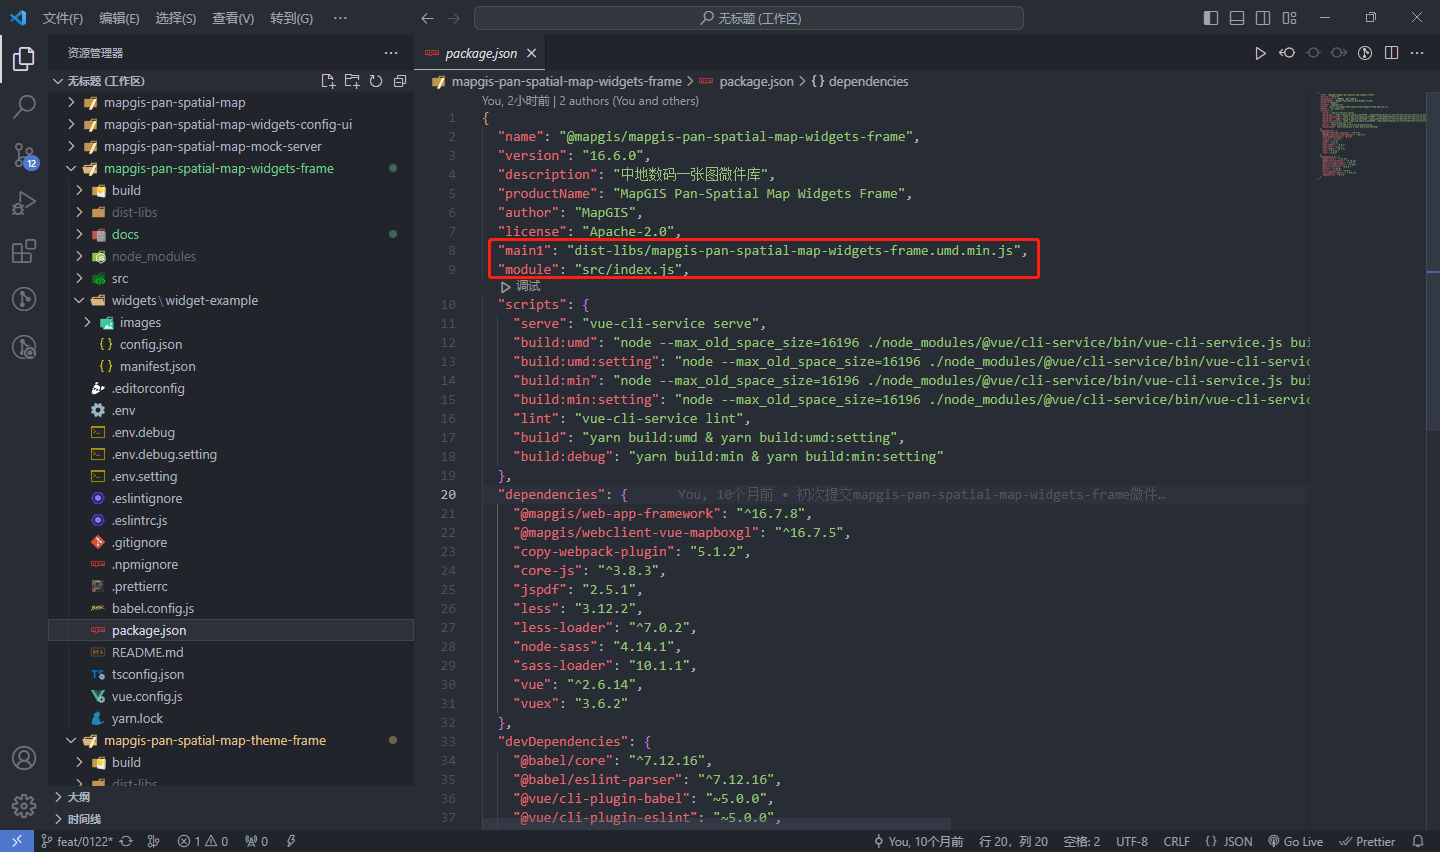 文件(F) 编辑(E) 选择(S) 查看(V) 转到(G) ··· 无标题 (工作区)
资源管理器 ···
package.json
无标题 (工作区)
mapgis-pan-spatial-map-widgets-frame > package.json > { } dependencies
mapgis-pan-spatial-map
mapgis-pan-spatial-map-widgets-config-ui
mapgis-pan-spatial-map-mock-server
mapgis-pan-spatial-map-widgets-frame
build
dist-libs
docs
node_modules
src
widgets\widget-example
images
{ } config.json
{ } manifest.json
.editorconfig
.env
.env.debug
.env.debug.setting
.env.setting
.eslintignore
.eslintrc.js
.gitignore
.npmignore
.prettierrc
babel.config.js
package.json
README.md
tsconfig.json
vue.config.js
yarn.lock
mapgis-pan-spatial-map-theme-frame
build
dist-libs
大纲
时间线
12
You, 2小时前 | 2 authors (You and others)
1 {
2 "name": "@mapgis/mapgis-pan-spatial-map-widgets-frame",
3 "version": "16.6.0",
4 "description": "中地数码一张图微件库",
5 "productName": "MapGIS Pan-Spatial Map Widgets Frame",
6 "author": "MapGIS",
7 "license": "Apache-2.0",
8 "main1": "dist-libs/mapgis-pan-spatial-map-widgets-frame.umd.min.js",
9 "module": "src/index.js",
调试
10 "scripts": {
11 "serve": "vue-cli-service serve",
12 "build:umd": "node --max_old_space_size=16196 ./node_modules/@vue/cli-service/bin/vue-cli-service.js bui
13 "build:umd:setting": "node --max_old_space_size=16196 ./node_modules/@vue/cli-service/bin/vue-cli-servic
14 "build:min": "node --max_old_space_size=16196 ./node_modules/@vue/cli-service/bin/vue-cli-service.js bui
15 "build:min:setting": "node --max_old_space_size=16196 ./node_modules/@vue/cli-service/bin/vue-cli-servic
16 "lint": "vue-cli-service lint",
17 "build": "yarn build:umd & yarn build:umd:setting",
18 "build:debug": "yarn build:min & yarn build:min:setting"
19 },
20 "dependencies": { You, 10个月前 • 初次提交mapgis-pan-spatial-map-widgets-frame微件…
21 "@mapgis/web-app-framework": "^16.7.8",
22 "@mapgis/webclient-vue-mapboxgl": "^16.7.5",
23 "copy-webpack-plugin": "5.1.2",
24 "core-js": "^3.8.3",
25 "jspdf": "2.5.1",
26 "less": "3.12.2",
27 "less-loader": "^7.0.2",
28 "node-sass": "4.14.1",
29 "sass-loader": "10.1.1",
30 "vue": "^2.6.14",
31 "vuex": "3.6.2"
32 },
33 "devDependencies": {
34 "@babel/core": "^7.12.16",
35 "@babel/eslint-parser": "^7.12.16",
36 "@vue/cli-plugin-babel": "~5.0.0",
37 "@vue/cli-plugin-eslint": "~5.0.0",
feat/0122* 1 0 0 You, 10个月前 行 20，列 20 空格: 2 UTF-8 CRLF { } JSON Go Live Prettier